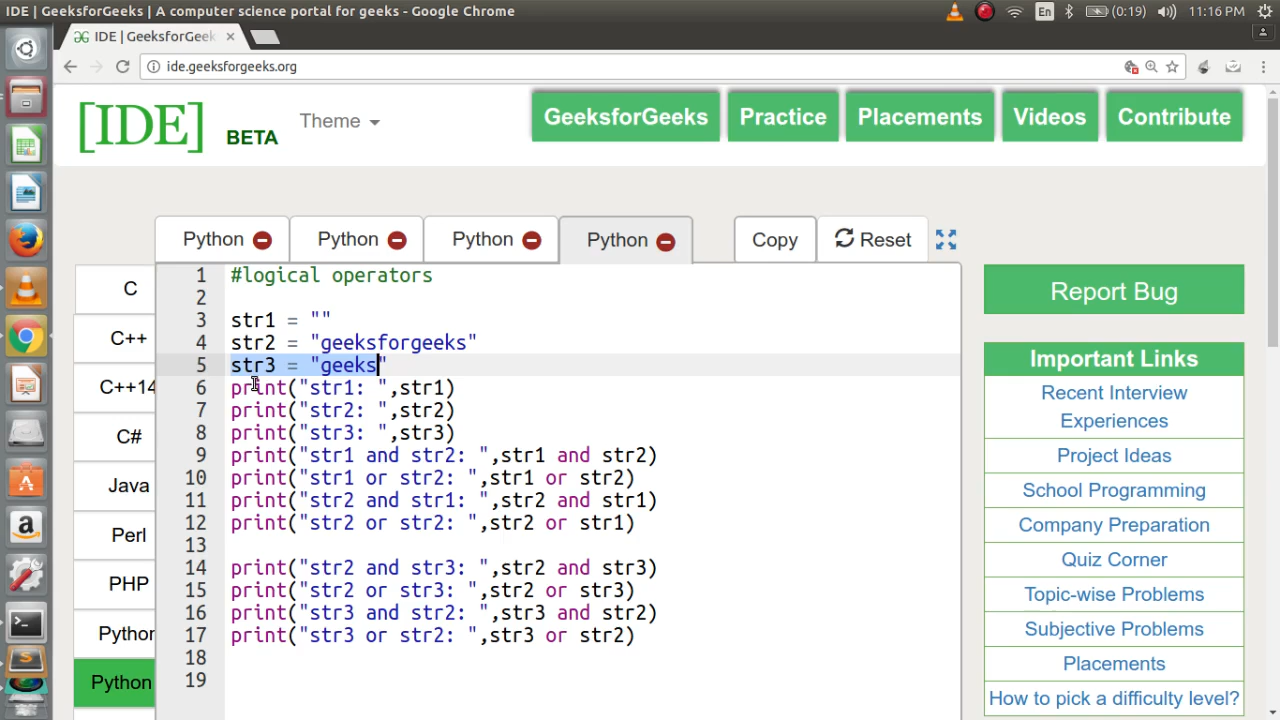 IDE | GeeksforGeeks | A computer science portal for geeks - Google Chrome
En
(0:19)
11:16 PM
IDE | GeeksforGeek
ide.geeksforgeeks.org
[IDE]
BETA
Theme
GeeksforGeeks
Practice
Placements
Videos
Contribute
Python
Python
Python
Python
Copy
Reset
C
C++
C++14
C#
Java
Perl
PHP
Python
Python
1 #logical operators
2
3 str1 = ""
4 str2 = "geeksforgeeks"
5 str3 = "geeks"
6 print("str1: ",str1)
7 print("str2: ",str2)
8 print("str3: ",str3)
9 print("str1 and str2: ",str1 and str2)
10 print("str1 or str2: ",str1 or str2)
11 print("str2 and str1: ",str2 and str1)
12 print("str2 or str2: ",str2 or str1)
13
14 print("str2 and str3: ",str2 and str3)
15 print("str2 or str3: ",str2 or str3)
16 print("str3 and str2: ",str3 and str2)
17 print("str3 or str2: ",str3 or str2)
18
19
Report Bug
Important Links
Recent Interview
Experiences
Project Ideas
School Programming
Company Preparation
Quiz Corner
Topic-wise Problems
Subjective Problems
Placements
How to pick a difficulty level?